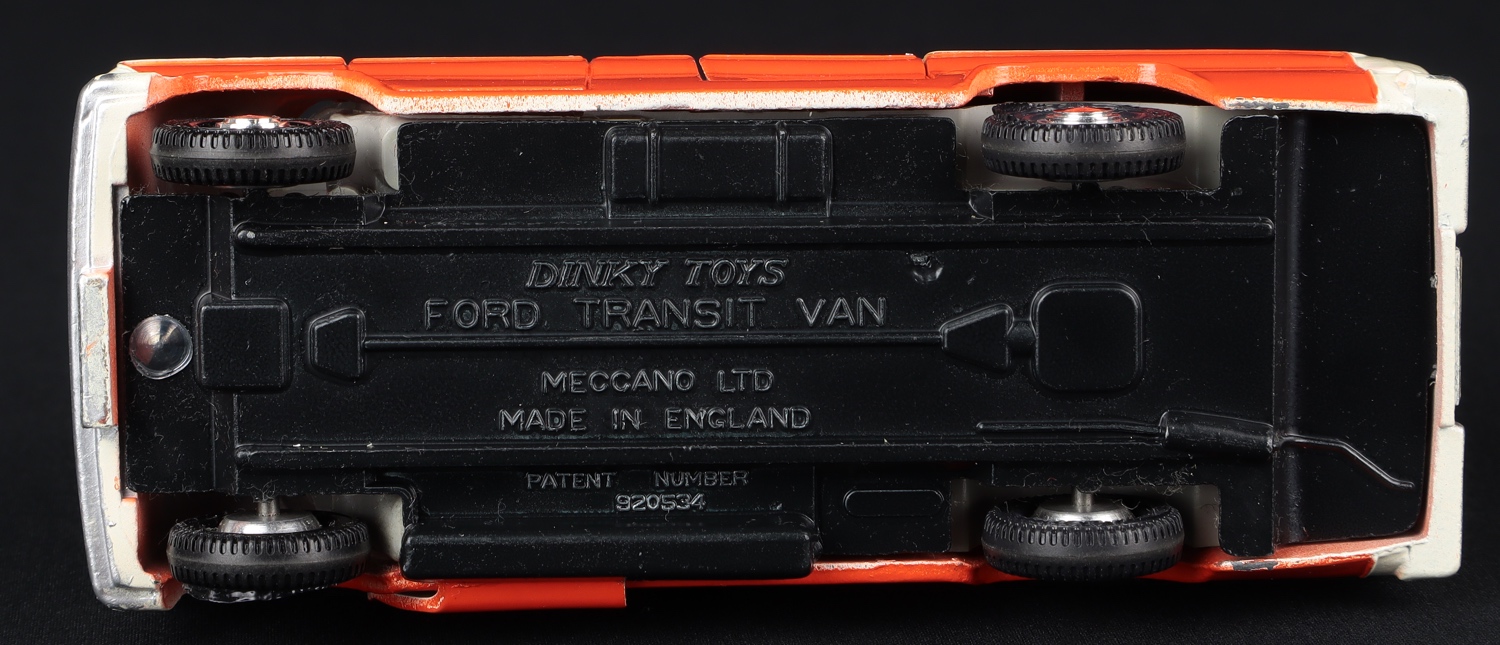 DINKY TOYS
FORD TRANSIT VAN
MECCANO LTD
MADE IN ENGLAND
PATENT NUMBER
920534